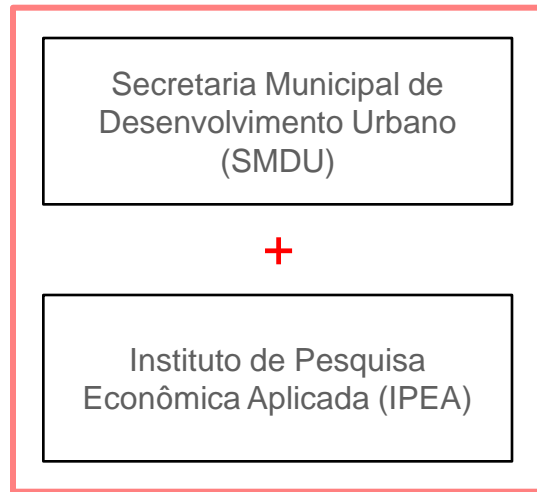 Secretaria Municipal de
Desenvolvimento Urbano
(SMDU)
+
Instituto de Pesquisa
Econômica Aplicada (IPEA)